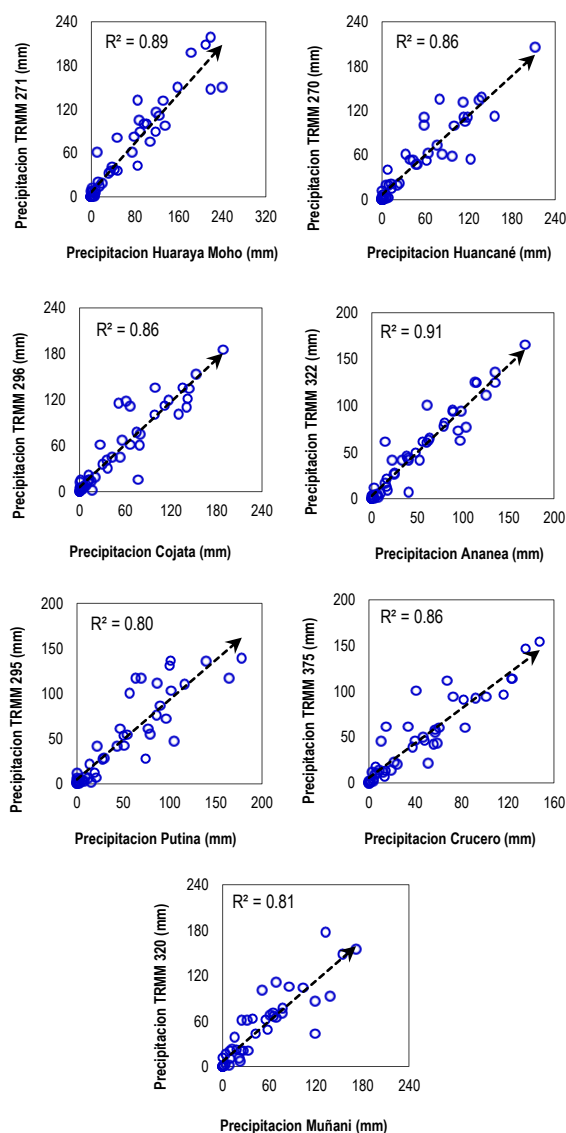 R² = 0.89
Precipitacion TRMM 271 (mm)
240
180
120
60
0
0 80 160 240 320
Precipitacion Huaraya Moho (mm)
R² = 0.86
Precipitacion TRMM 270 (mm)
240
180
120
60
0
0 60 120 180 240
Precipitacion Huancané (mm)
R² = 0.86
Precipitacion TRMM 296 (mm)
240
180
120
60
0
0 60 120 180 240
Precipitacion Cojata (mm)
R² = 0.91
Precipitacion TRMM 322 (mm)
200
150
100
50
0
0 50 100 150 200
Precipitacion Ananea (mm)
R² = 0.80
Precipitacion TRMM 295 (mm)
200
150
100
50
0
0 50 100 150 200
Precipitacion Putina (mm)
R² = 0.86
Precipitacion TRMM 375 (mm)
200
150
100
50
0
0 40 80 120 160
Precipitacion Crucero (mm)
R² = 0.81
Precipitacion TRMM 320 (mm)
240
180
120
60
0
0 60 120 180 240
Precipitacion Muñani (mm)